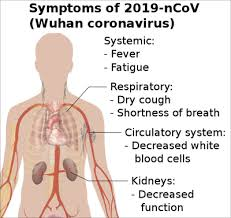 Symptoms of 2019-nCoV
(Wuhan coronavirus)
Systemic:
- Fever
- Fatigue
Respiratory:
- Dry cough
- Shortness of breath
Circulatory system:
- Decreased white
blood cells
Kidneys:
- Decreased
function